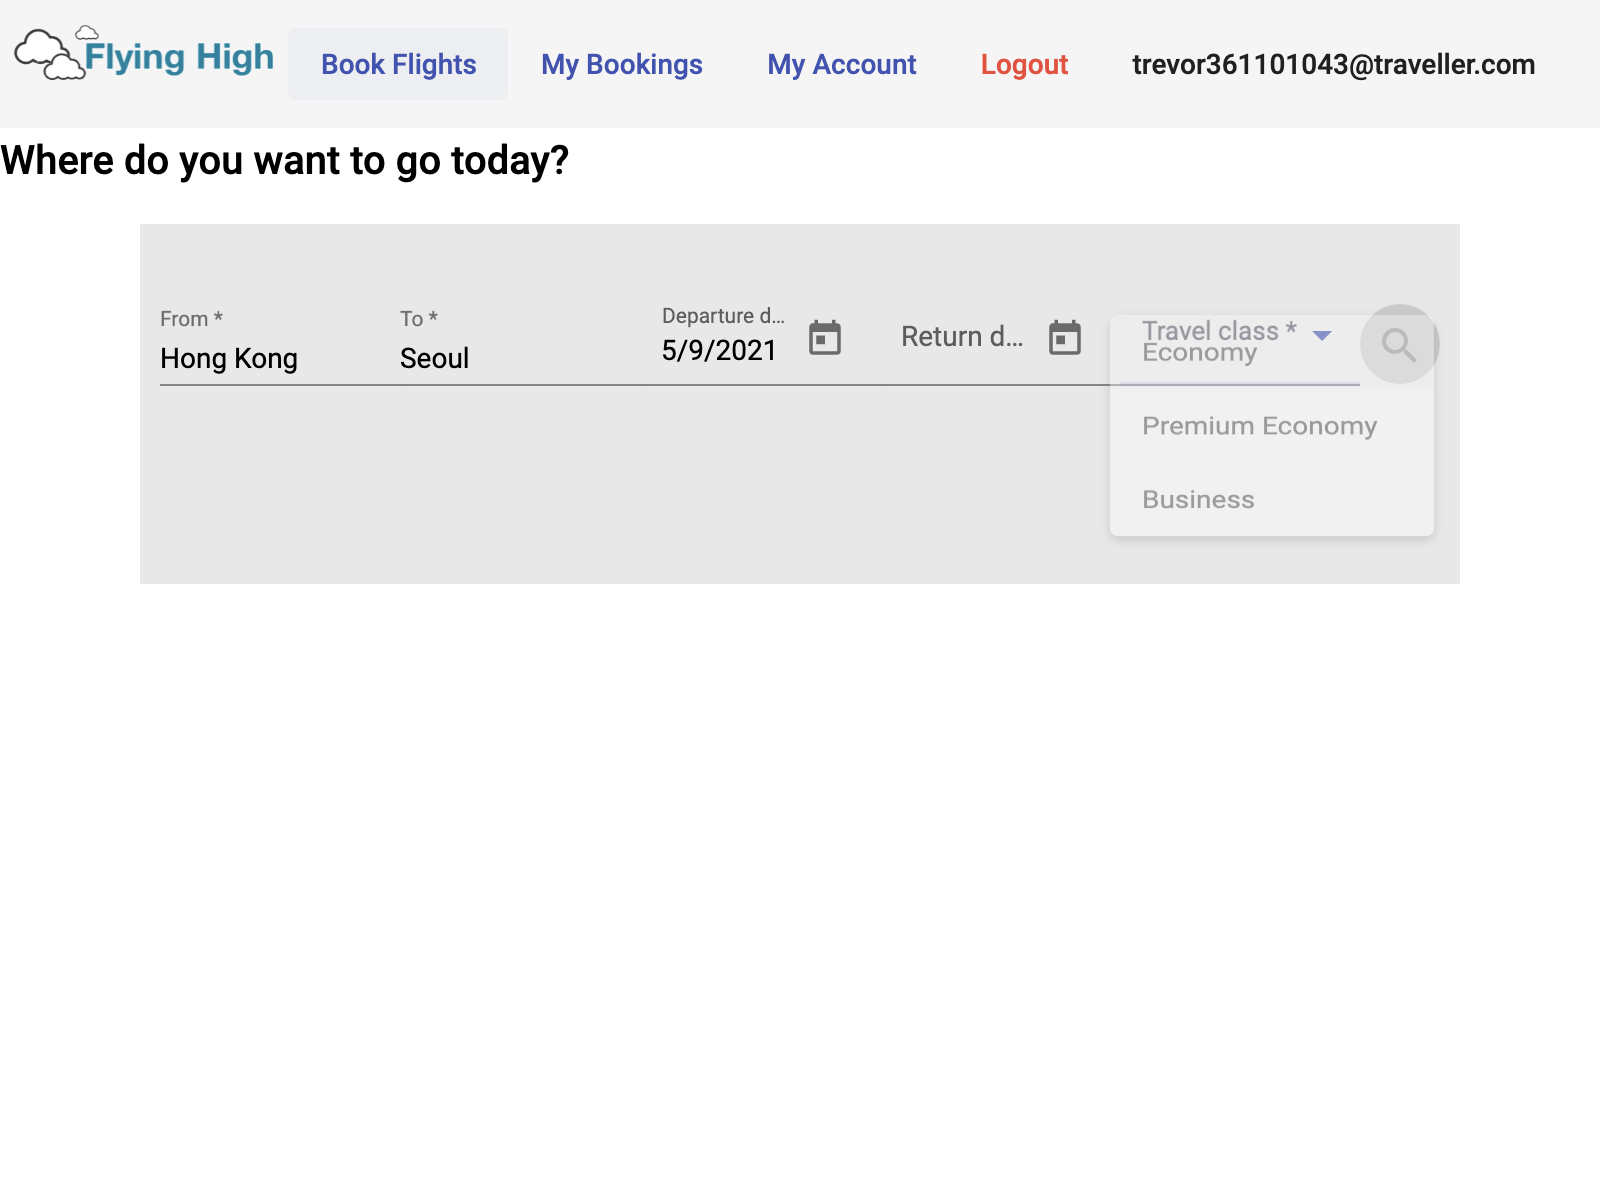 Flying High
Book Flights
My Bookings
My Account
Logout
trevor361101043@traveller.com
Where do you want to go today?
From *
Hong Kong
To *
Seoul
Departure d...
5/9/2021
Return d...
Travel class *
Economy
Premium Economy
Business